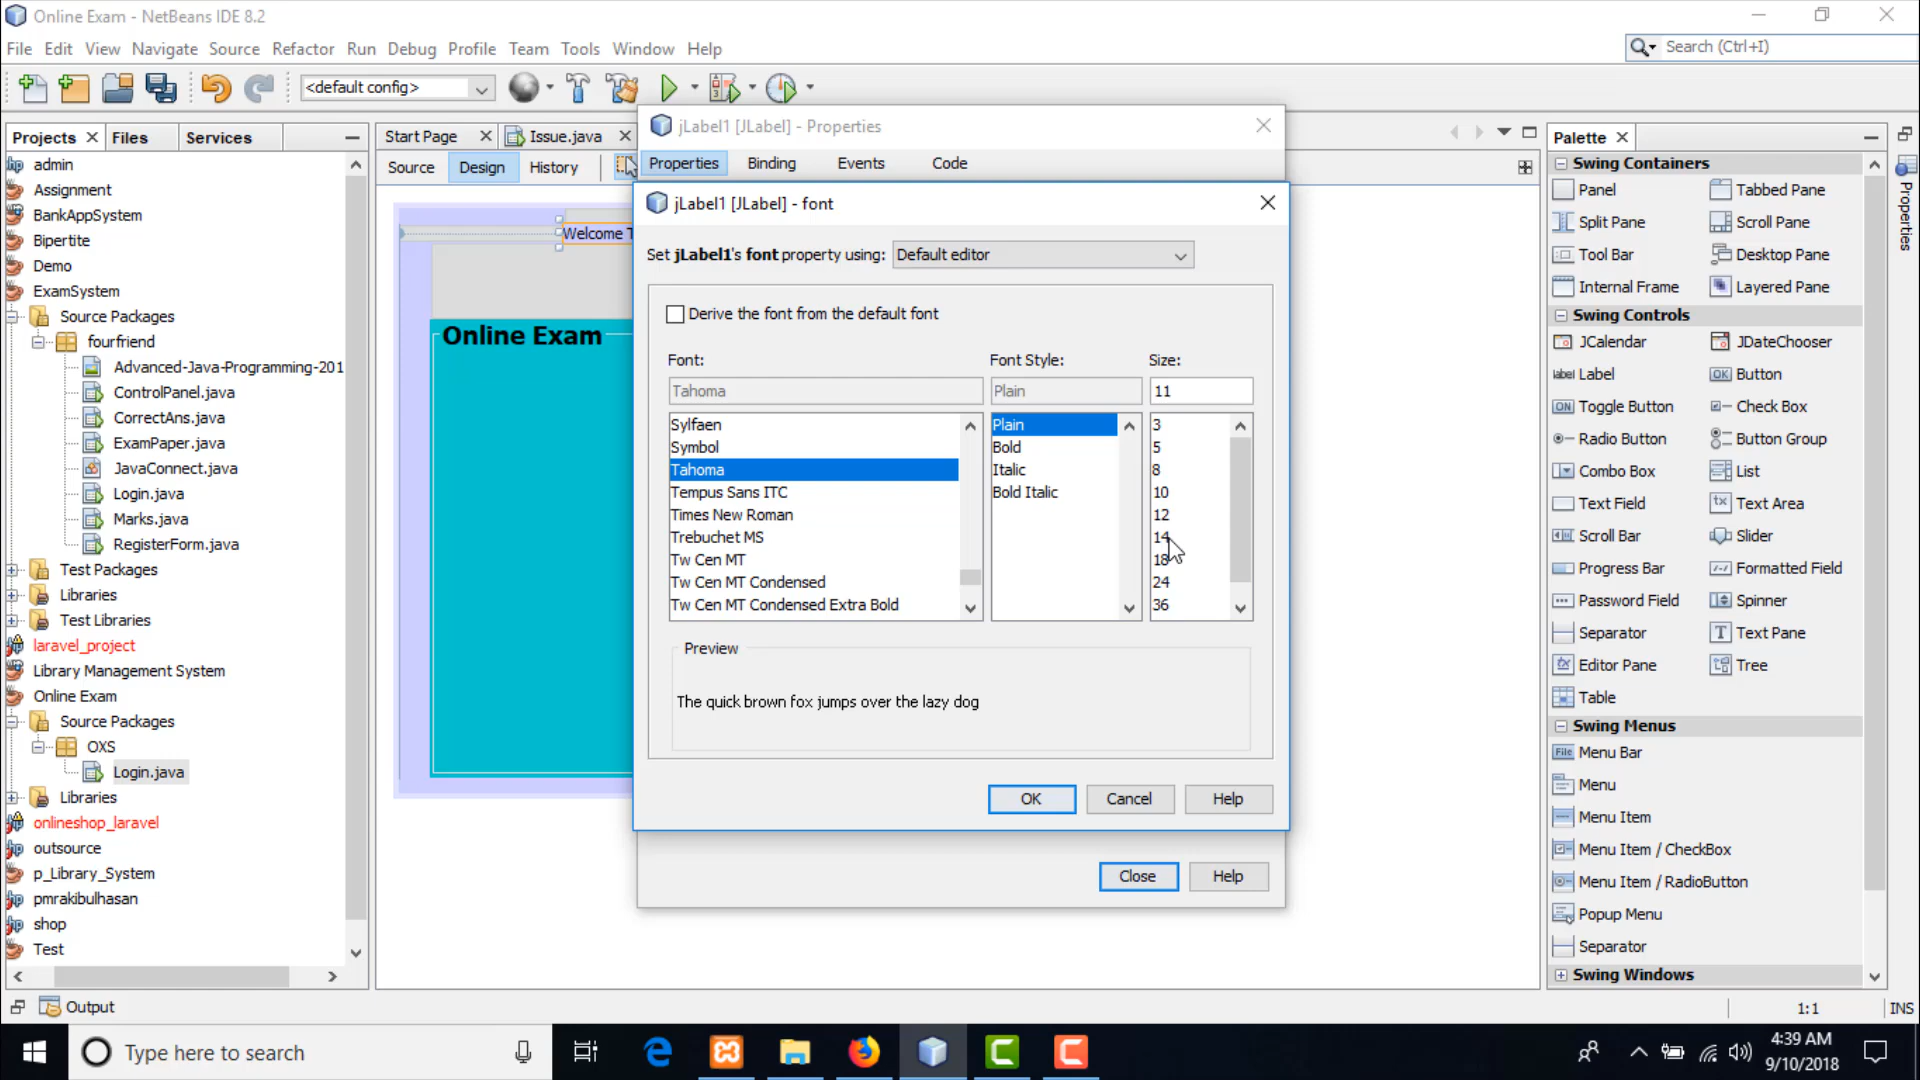 Online Exam - NetBeans IDE 8.2
File Edit View Navigate Source Refactor Run Debug Profile Team Tools Window Help
Search (Ctrl+I)
<default config>
Projects Files Services
admin
Assignment
BankAppSystem
Bipertite
Demo
ExamSystem
Source Packages
fourfriend
Advanced-Java-Programming-201
ControlPanel.java
CorrectAns.java
ExamPaper.java
JavaConnect.java
Login.java
Marks.java
RegisterForm.java
Test Packages
Libraries
Test Libraries
laravel_project
Library Management System
Online Exam
Source Packages
OXS
Login.java
Libraries
onlineshop_laravel
outsource
p_Library_System
pmrakibulhasan
shop
Test
Start Page Issue.java
Source Design History
Welcome T
Online Exam
jLabel1 [JLabel] - Properties
Properties Binding Events Code
jLabel1 [JLabel] - font
Set jLabel1's font property using: Default editor
Derive the font from the default font
Font: Font Style: Size:
Tahoma Plain 11
Sylfaen Plain 3
Symbol Bold 5
Tahoma Italic 8
Tempus Sans ITC Bold Italic 10
Times New Roman 12
Trebuchet MS 14
Tw Cen MT 18
Tw Cen MT Condensed 24
Tw Cen MT Condensed Extra Bold 36
Preview
The quick brown fox jumps over the lazy dog
OK Cancel Help
Close Help
Palette
Swing Containers
Panel Tabbed Pane
Split Pane Scroll Pane
Tool Bar Desktop Pane
Internal Frame Layered Pane
Swing Controls
JCalendar JDateChooser
label Label OK Button
ON Toggle Button Check Box
Radio Button Button Group
Combo Box List
Text Field Text Area
Scroll Bar Slider
Progress Bar Formatted Field
Password Field Spinner
Separator Text Pane
Editor Pane Tree
Table
Swing Menus
File Menu Bar
Menu
Menu Item
Menu Item / CheckBox
Menu Item / RadioButton
Popup Menu
Separator
Swing Windows
Properties
Output
1:1 INS
Type here to search
4:39 AM
9/10/2018